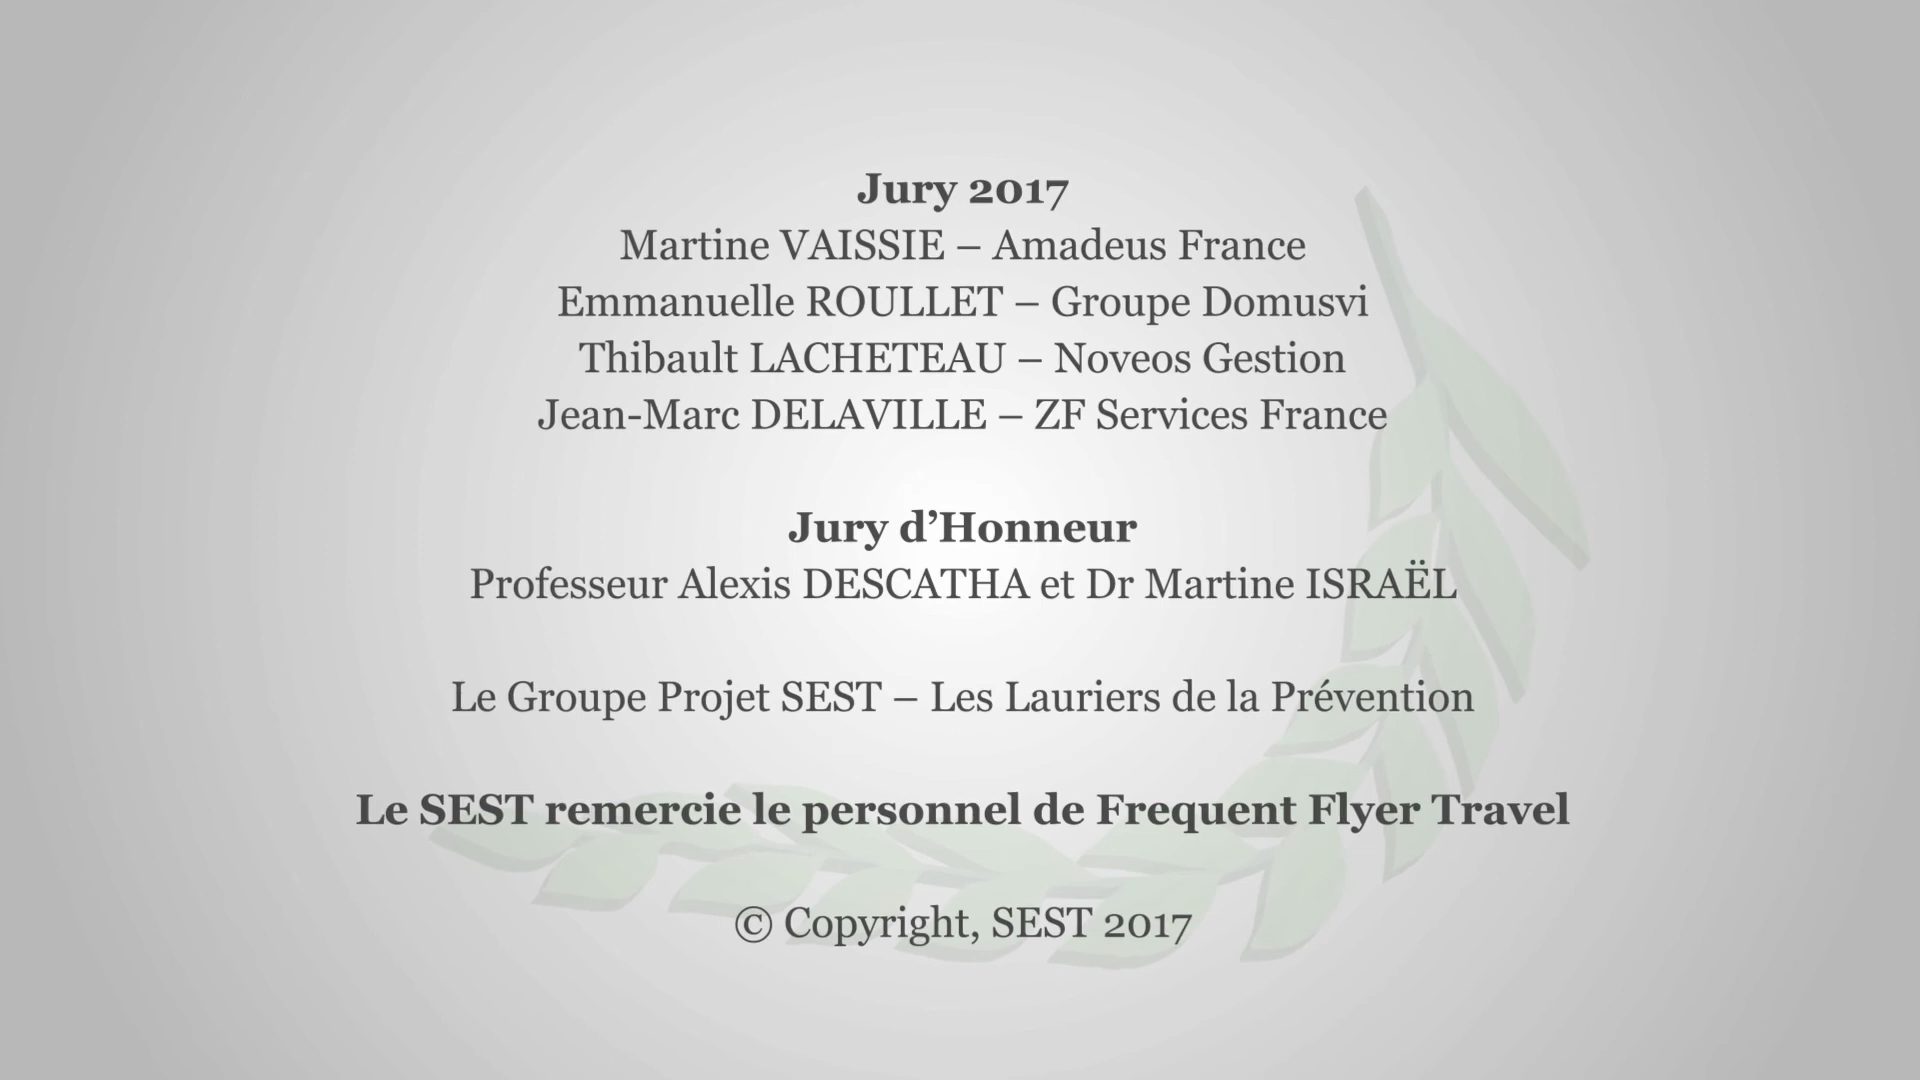 Jury 2017
Martine VAISSIE – Amadeus France
Emmanuelle ROULLET – Groupe Domusvi
Thibault LACHETEAU – Noveos Gestion
Jean-Marc DELAVILLE – ZF Services France
Jury d’Honneur
Professeur Alexis DESCATHA et Dr Martine ISRAËL
Le Groupe Projet SEST – Les Lauriers de la Prévention
Le SEST remercie le personnel de Frequent Flyer Travel
© Copyright, SEST 2017